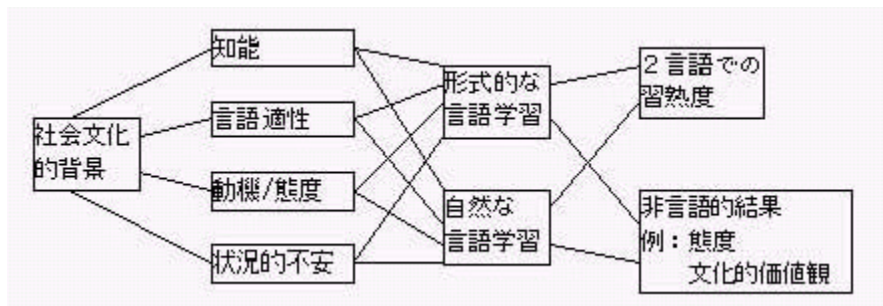 社会文化
的背景
知能
言語適性
動機/態度
状況的不安
形式的な
言語学習
自然な
言語学習
２言語での
習熟度
非言語的結果
例：態度
文化的価値観